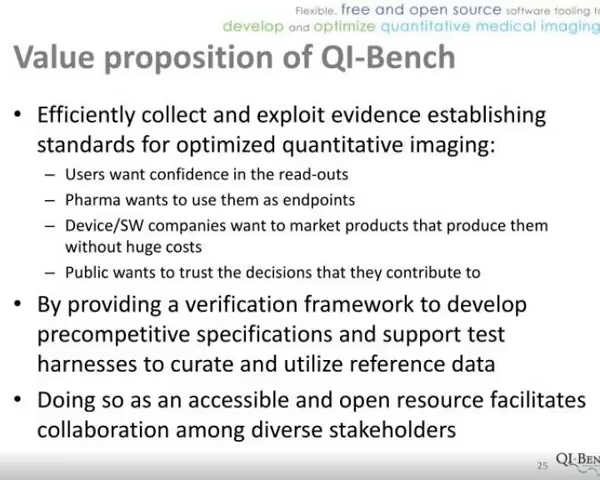 Flexible, free and open source software tooling to
develop and optimize quantitative medical imaging
Value proposition of QI-Bench
• Efficiently collect and exploit evidence establishing
standards for optimized quantitative imaging:
– Users want confidence in the read-outs
– Pharma wants to use them as endpoints
– Device/SW companies want to market products that produce them
without huge costs
– Public wants to trust the decisions that they contribute to
• By providing a verification framework to develop
precompetitive specifications and support test
harnesses to curate and utilize reference data
• Doing so as an accessible and open resource facilitates
collaboration among diverse stakeholders
25 QI-BEN